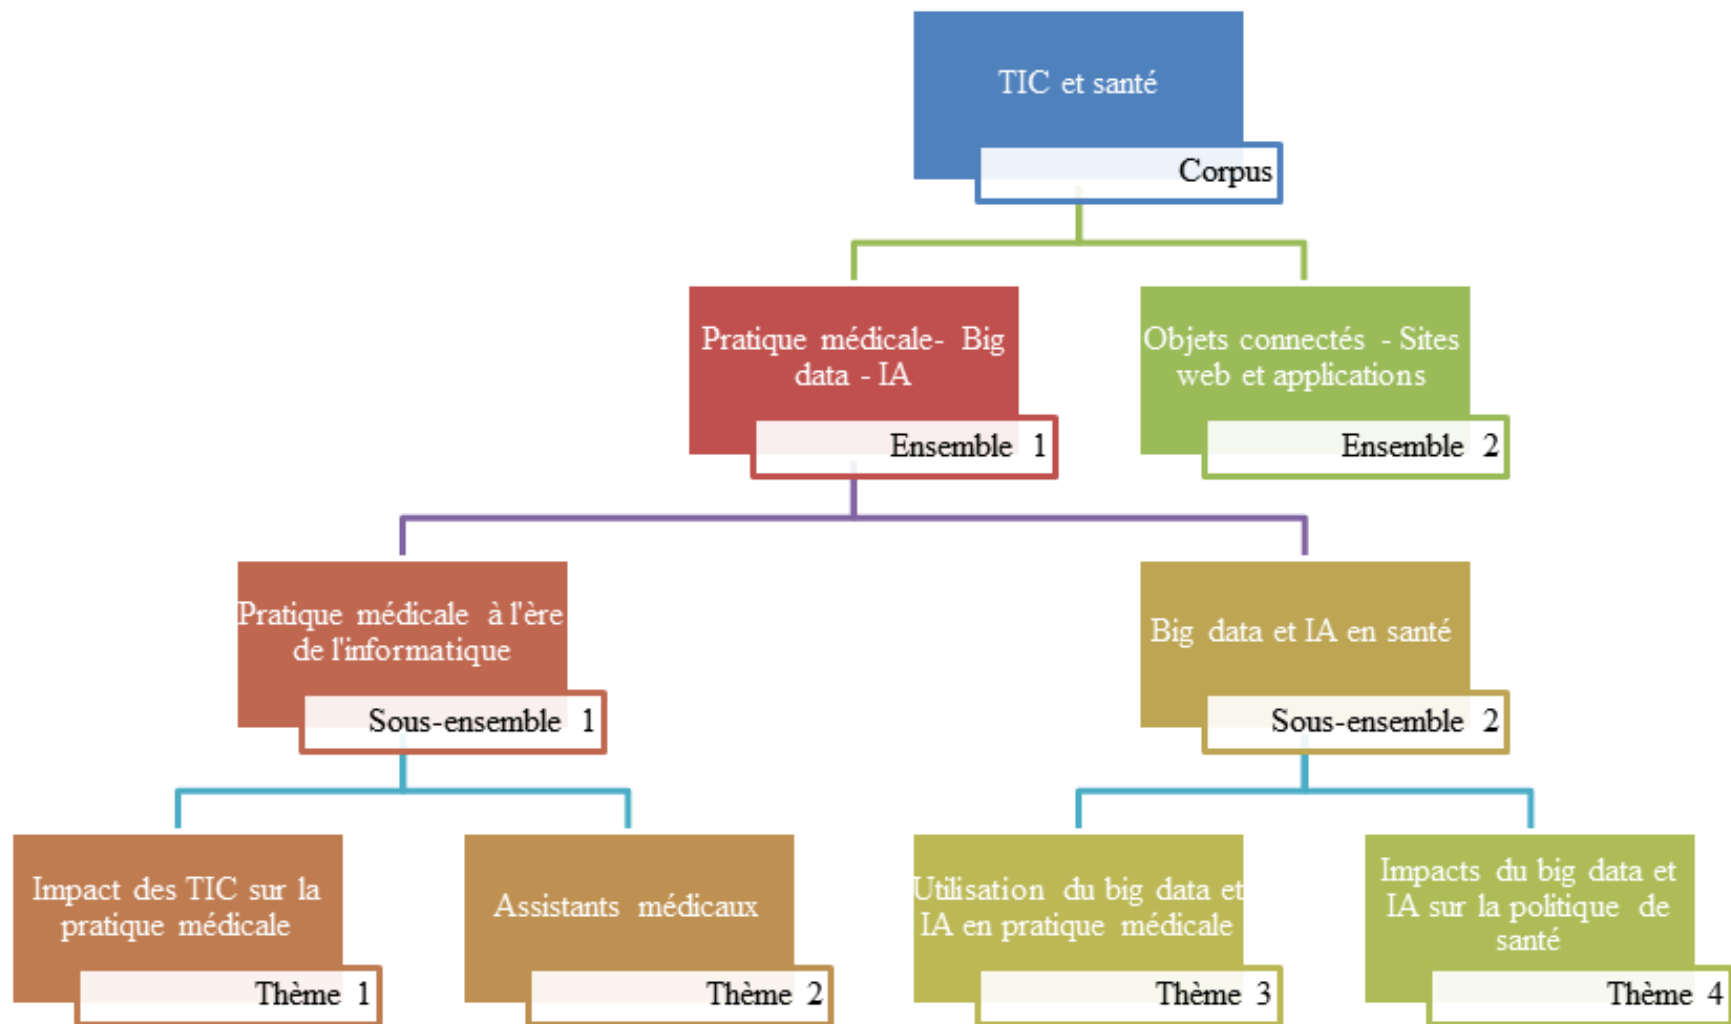 TIC et santé
Corpus
Pratique médicale- Big
data - IA
Ensemble 1
Objets connectés - Sites
web et applications
Ensemble 2
Pratique médicale à l'ère
de l'informatique
Sous-ensemble 1
Big data et IA en santé
Sous-ensemble 2
Impact des TIC sur la
pratique médicale
Thème 1
Assistants médicaux
Thème 2
Utilisation du big data et
IA en pratique médicale
Thème 3
Impacts du big data et
IA sur la politique de
santé
Thème 4